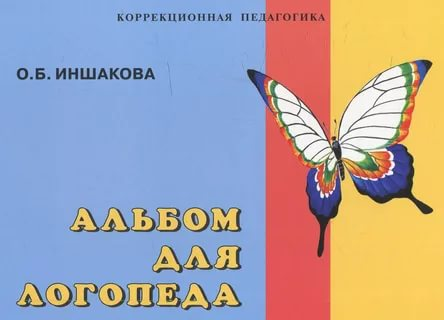 КОРРЕКЦИОННАЯ ПЕДАГОГИКА
О.Б. ИНШАКОВА
АЛЬБОМ
ДЛЯ
ЛОГОПЕДА